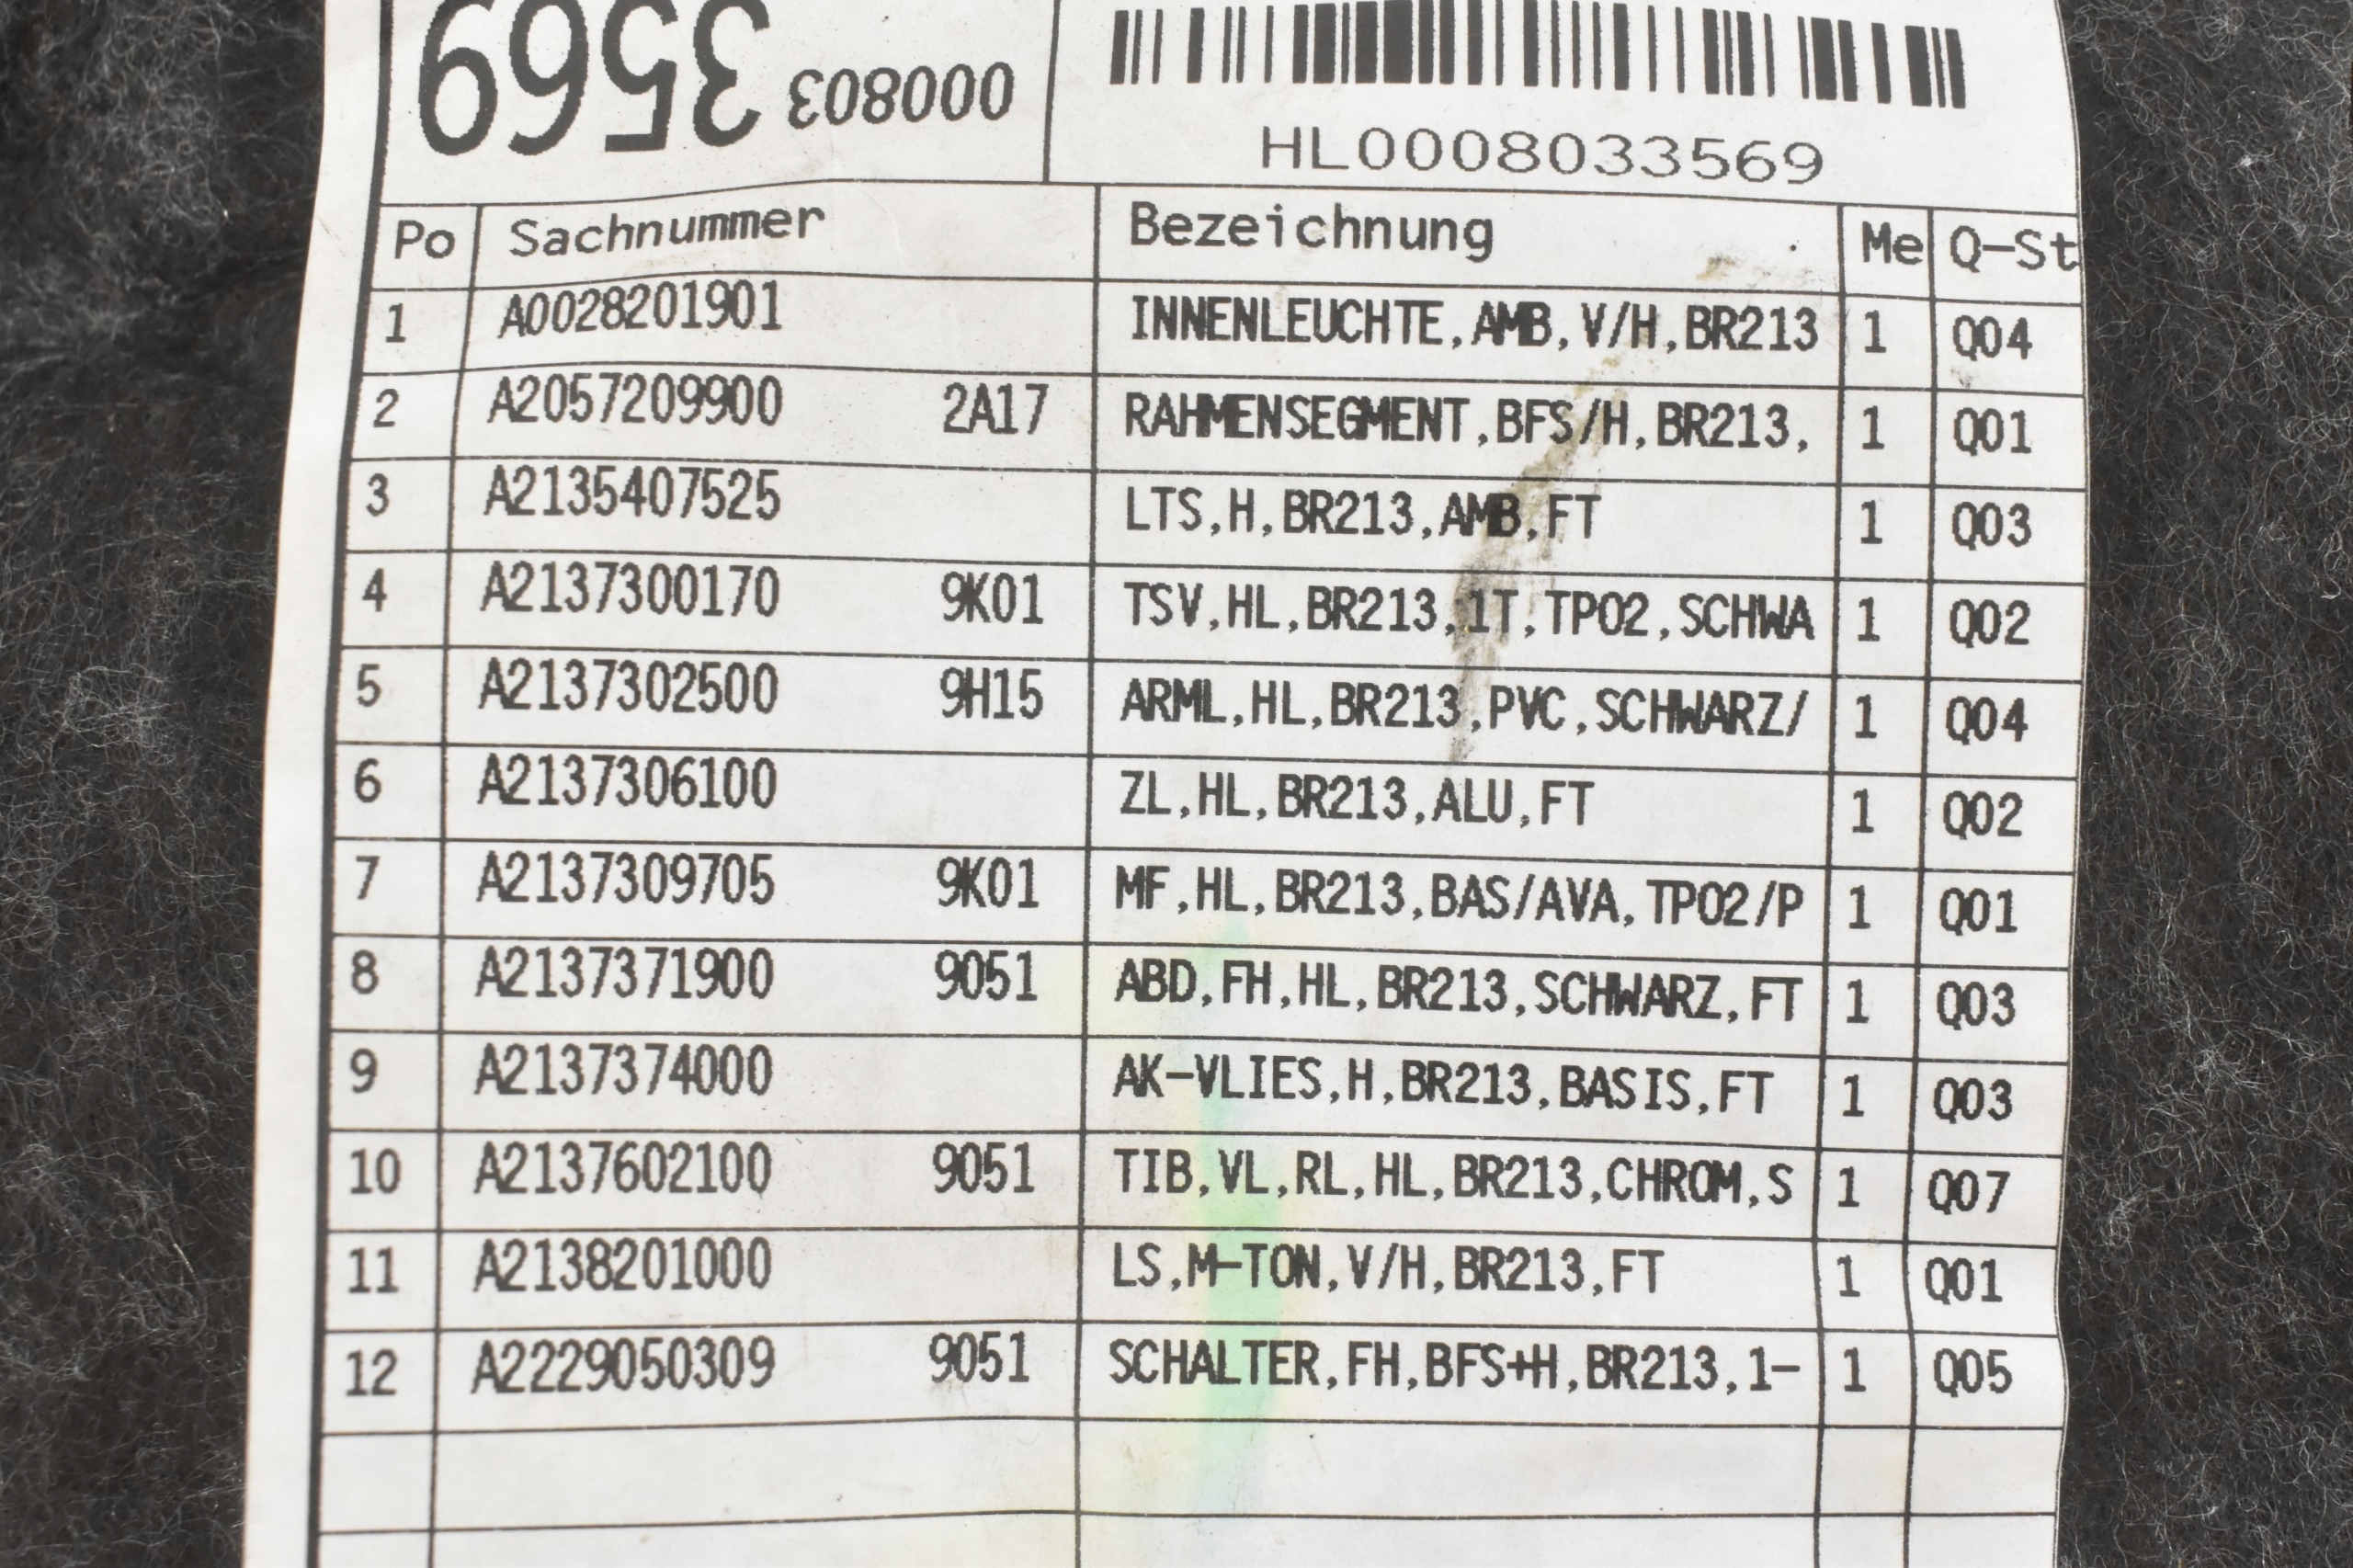 000803 3569
HL0008033569
Po Sachnummer Bezeichnung Me Q-St
1 A0028201901 INNENLEUCHTE,AMB,V/H,BR213 1 Q04
2 A2057209900 2A17 RAHMENSEGMENT,BFS/H,BR213, 1 Q01
3 A2135407525 LTS,H,BR213,AMB,FT 1 Q03
4 A2137300170 9K01 TSV,HL,BR213,1T,TPO2,SCHWA 1 Q02
5 A2137302500 9H15 ARML,HL,BR213,PVC,SCHWARZ/ 1 Q04
6 A2137306100 ZL,HL,BR213,ALU,FT 1 Q02
7 A2137309705 9K01 MF,HL,BR213,BAS/AVA,TPO2/P 1 Q01
8 A2137371900 9051 ABD,FH,HL,BR213,SCHWARZ,FT 1 Q03
9 A2137374000 AK-VLIES,H,BR213,BASIS,FT 1 Q03
10 A2137602100 9051 TIB,VL,RL,HL,BR213,CHROM,S 1 Q07
11 A2138201000 LS,M-TON,V/H,BR213,FT 1 Q01
12 A2229050309 9051 SCHALTER,FH,BFS+H,BR213,1- 1 Q05